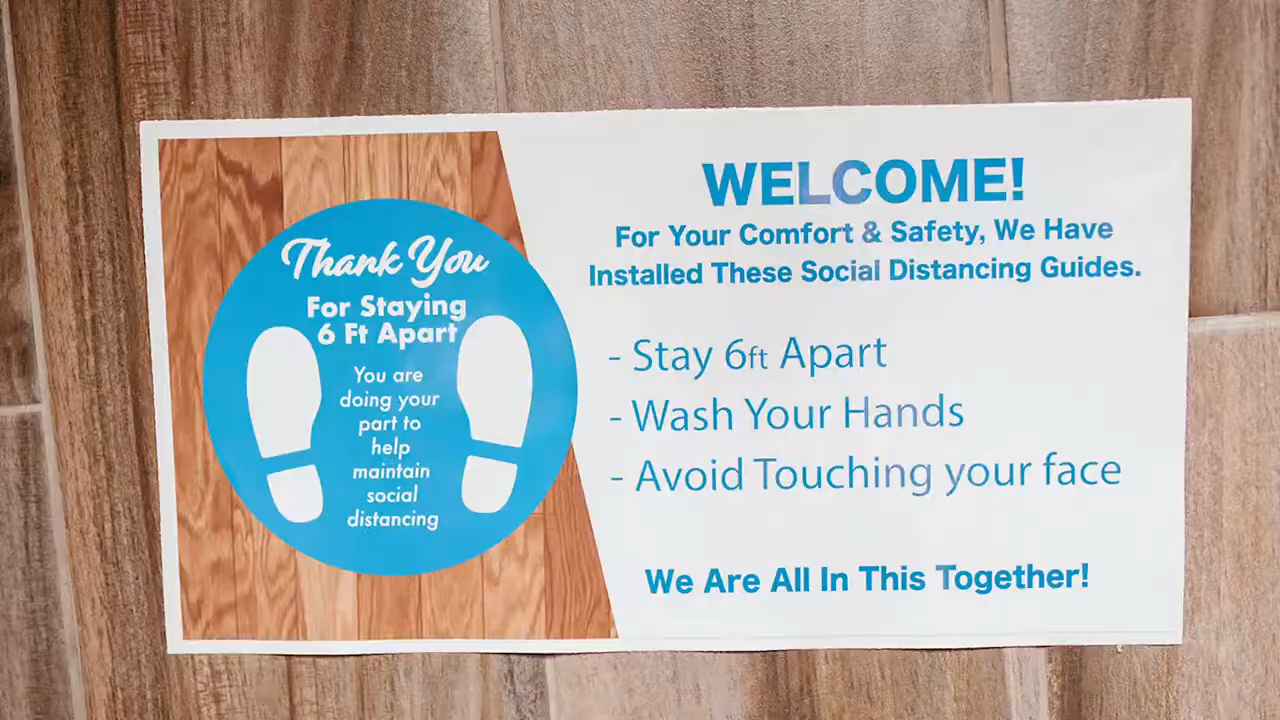 Thank You
For Staying
6 Ft Apart
You are
doing your
part to
help
maintain
social
distancing
WELCOME!
For Your Comfort & Safety, We Have
Installed These Social Distancing Guides.
- Stay 6ft Apart
- Wash Your Hands
- Avoid Touching your face
We Are All In This Together!